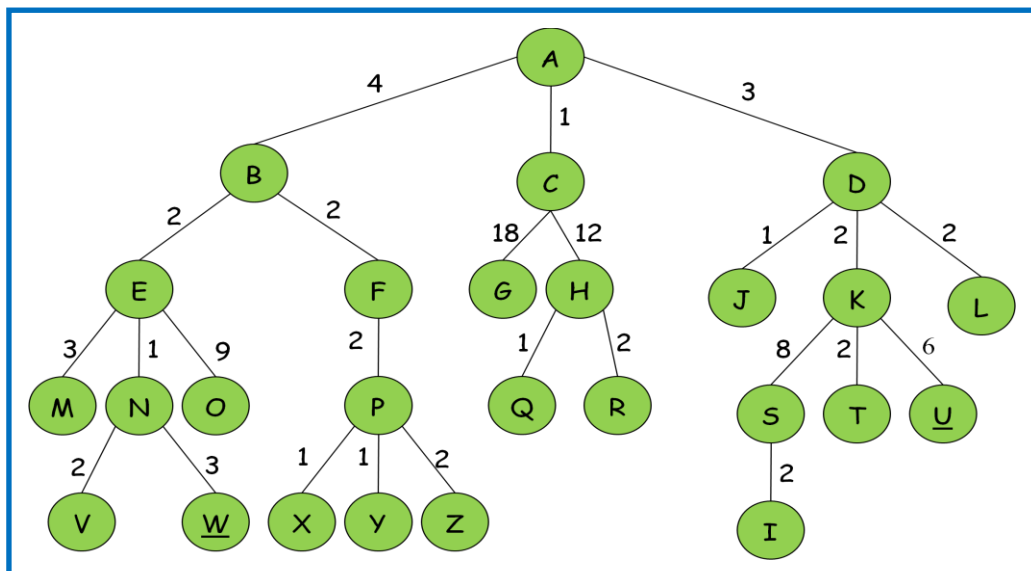 A
4 1 3
B C D
2 2 18 12 1 2 2
E F G H J K L
3 1 9 2 1 2 8 2 6
M N O P Q R S T U
2 3 1 1 2 2
V W X Y Z I